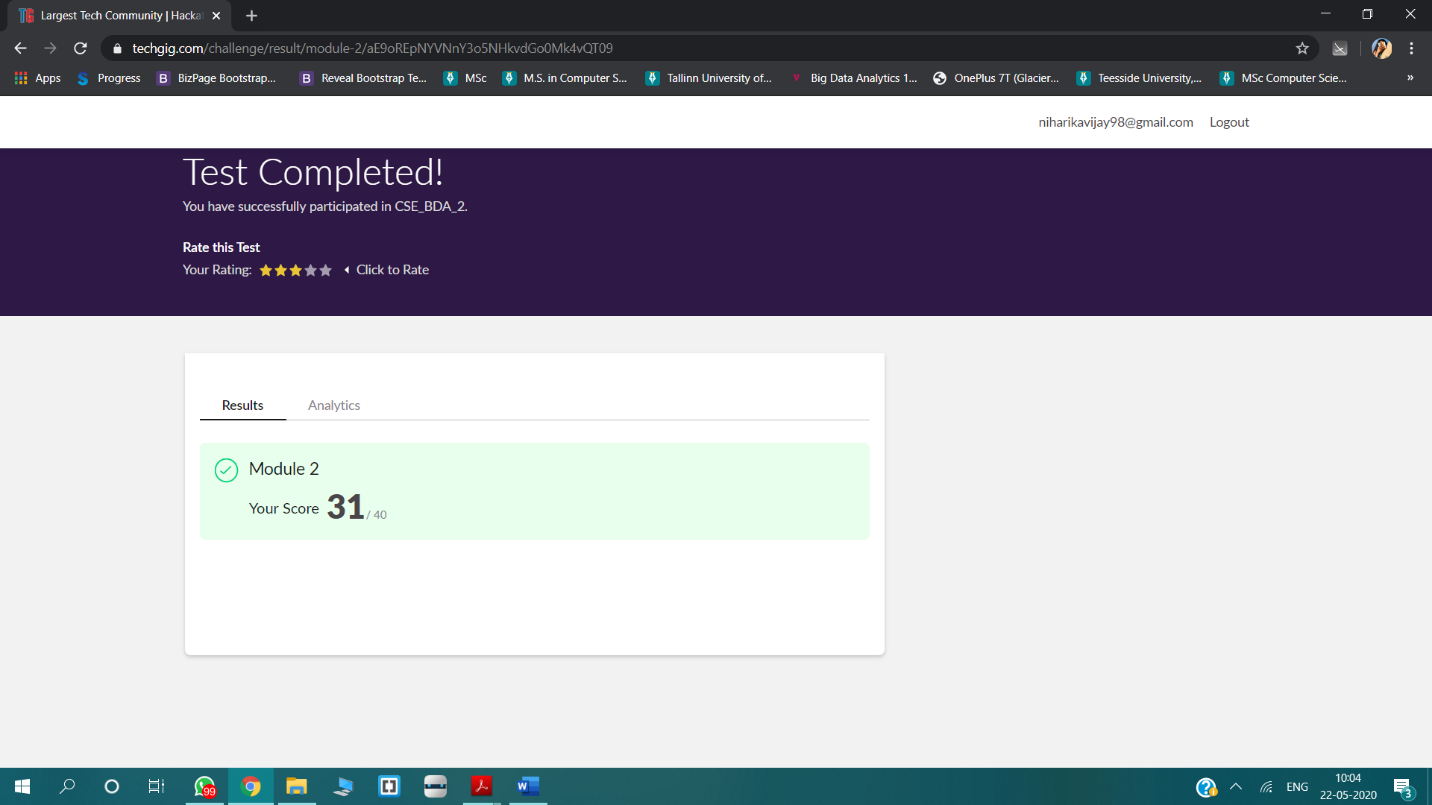 Largest Tech Community | Hacka
techgig.com/challenge/result/module-2/aE9oREpNYVNnY3o5NHkvdGo0Mk4vQT09
Apps Progress BizPage Bootstrap... Reveal Bootstrap Te... MSc M.S. in Computer S... Tallinn University of... Big Data Analytics 1... OnePlus 7T (Glacier... Teesside University,... MSc Computer Scie... »
niharikavijay98@gmail.com Logout
Test Completed!
You have successfully participated in CSE_BDA_2.
Rate this Test
Your Rating: Click to Rate
Results Analytics
Module 2
Your Score 31 / 40
99
ENG
10:04
22-05-2020
3